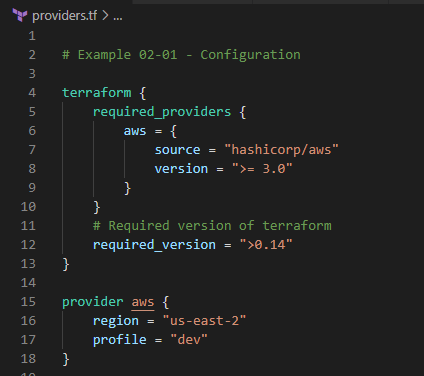 providers.tf > ...
1
2 # Example 02-01 - Configuration
3
4 terraform {
5     required_providers {
6         aws = {
7             source = "hashicorp/aws"
8             version = ">= 3.0"
9         }
10     }
11     # Required version of terraform
12     required_version = ">0.14"
13 }
14
15 provider aws {
16     region = "us-east-2"
17     profile = "dev"
18 }